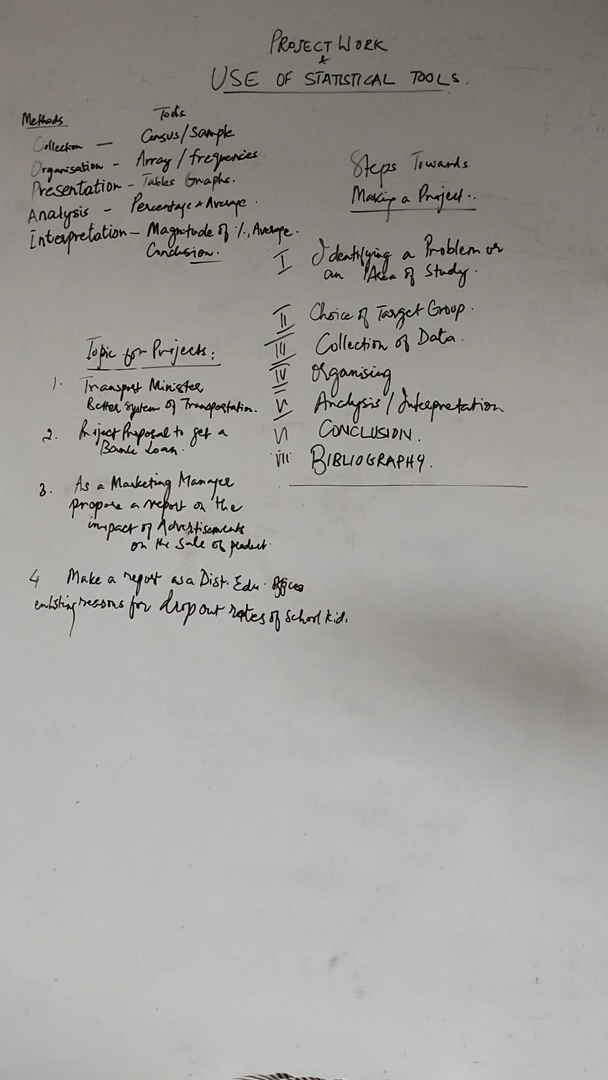 PROJECT WORK
&
USE OF STATISTICAL TOOLS.
Methods Tools
Collection — Census/Sample
Organisation - Array / frequencies
Presentation - Tables Graphs.
Analysis - Percentage & Average.
Interpretation - Magnitude of %, Average.
Conclusion.
Topic for Projects:
1. Transport Minister
Better System of Transportation.
2. Project Proposal to get a
Bank Loan.
3. As a Marketing Manager
propose a report on the
impact of Advertisements
on the Sale of product.
4 Make a report as a Dist. Edu. Officer
enlisting reasons for drop out rates of School kid.
Steps Towards
Making a Project.
I Identifying a Problem or
an Area of Study.
II Choice of Target Group.
III Collection of Data.
IV Organising
V Analysis / Interpretation
VI CONCLUSION.
VII BIBLIOGRAPHY.